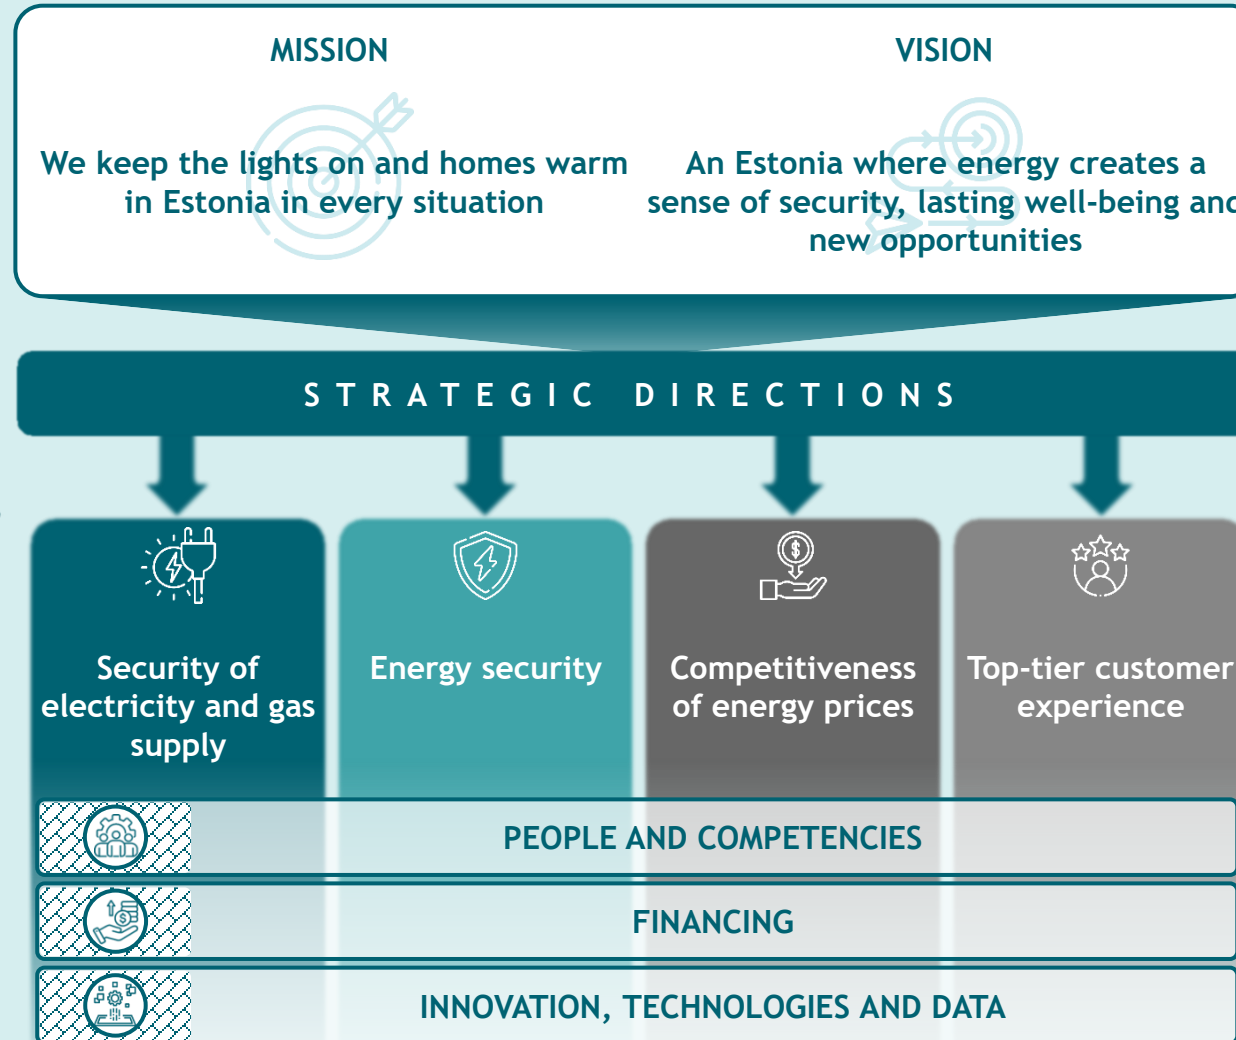 MISSION
We keep the lights on and homes warm
in Estonia in every situation
VISION
An Estonia where energy creates a
sense of security, lasting well-being and
new opportunities
STRATEGIC DIRECTIONS
Security of
electricity and gas
supply
Energy security
Competitiveness
of energy prices
Top-tier customer
experience
PEOPLE AND COMPETENCIES
FINANCING
INNOVATION, TECHNOLOGIES AND DATA